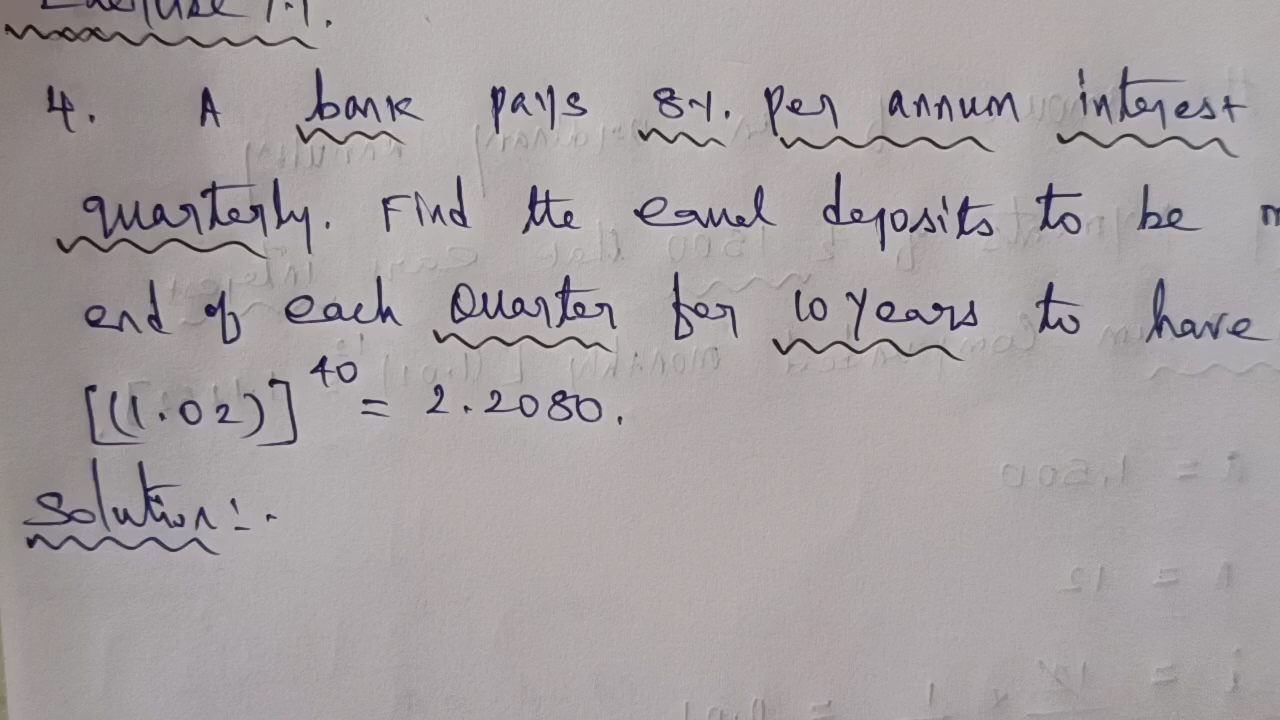 4. A bank pays 8%. per annum interest
quarterly. Find the equal deposits to be
end of each quarter for 10 years to have
[(1.02)]^40 = 2.2080.
Solution:-